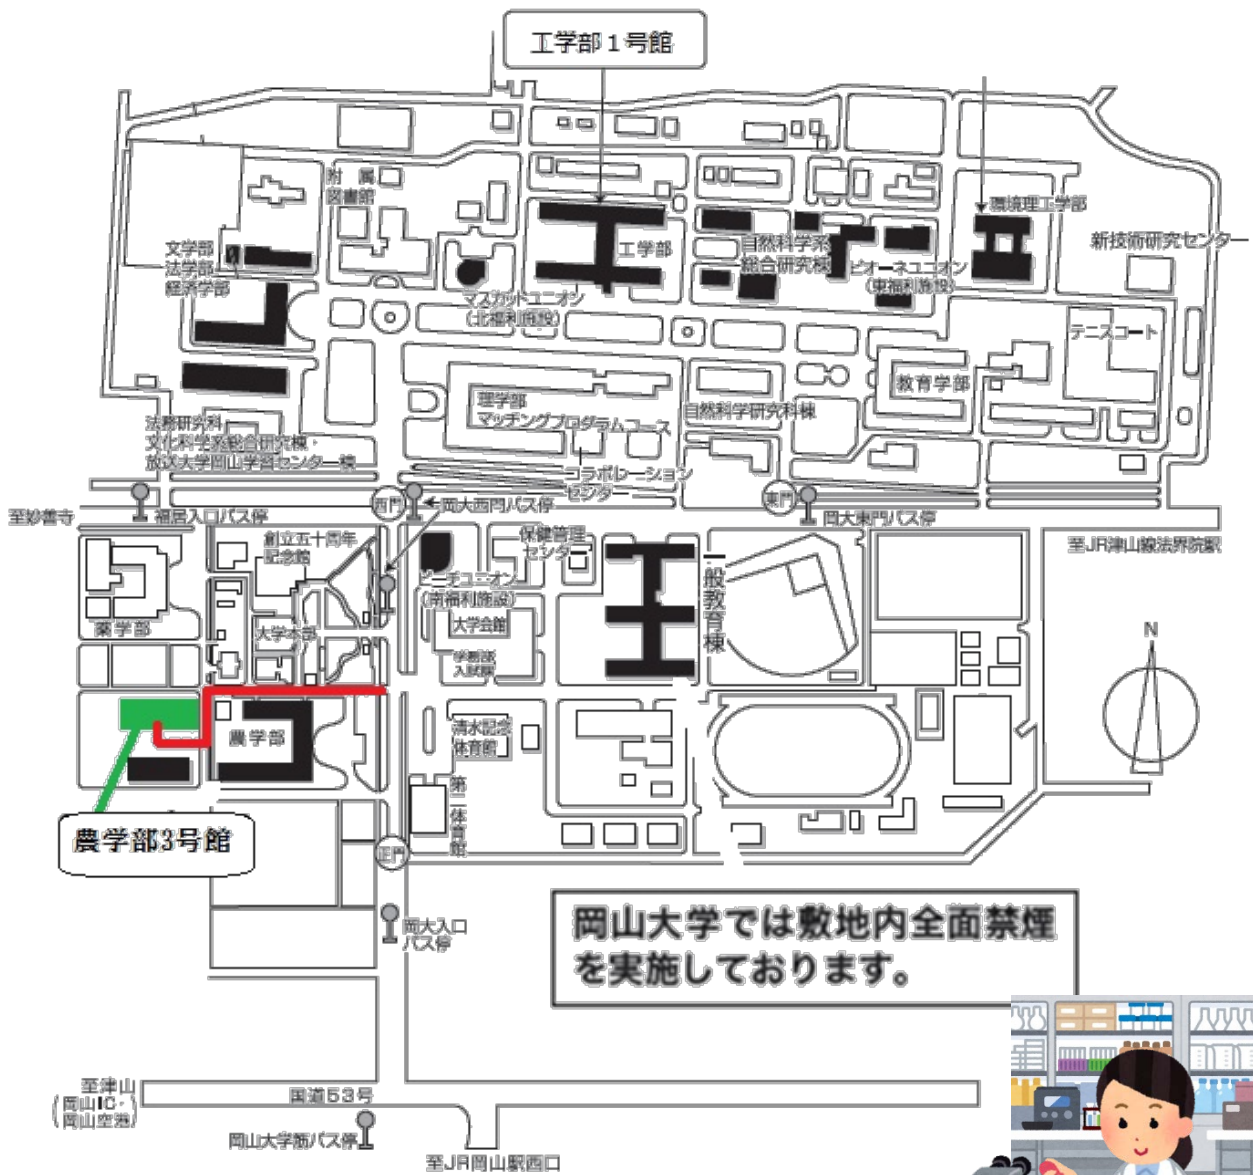 工学部１号館
附属
図書館
環境理工学部
文学部
法学部
経済学部
工学部
自然科学系
総合研究棟
新技術研究センター
ピオーネユニオン
(東福利施設)
マスカットユニオン
(北福利施設)
テニスコート
教育学部
理学部
マッチングプログラムコース
自然科学研究科棟
法務研究科
文化科学系総合研究棟・
放送大学岡山学習センター棟
コラボレーション
センター
西門
岡大西門バス停
東門
岡大東門バス停
至妙善寺
福居入口バス停
至JR津山線法界院駅
創立五十周年
記念館
保健管理
センター
ピーチユニオン
(南福利施設)
一般教育棟
薬学部
大学本部
大学会館
学務部
入試課
N
農学部
清水記念
体育館
第二体育館
農学部3号館
正門
岡大入口
バス停
岡山大学では敷地内全面禁煙
を実施しております。
至津山
(岡山IC・
岡山空港)
国道53号
岡山大学筋バス停
至JR岡山駅西口